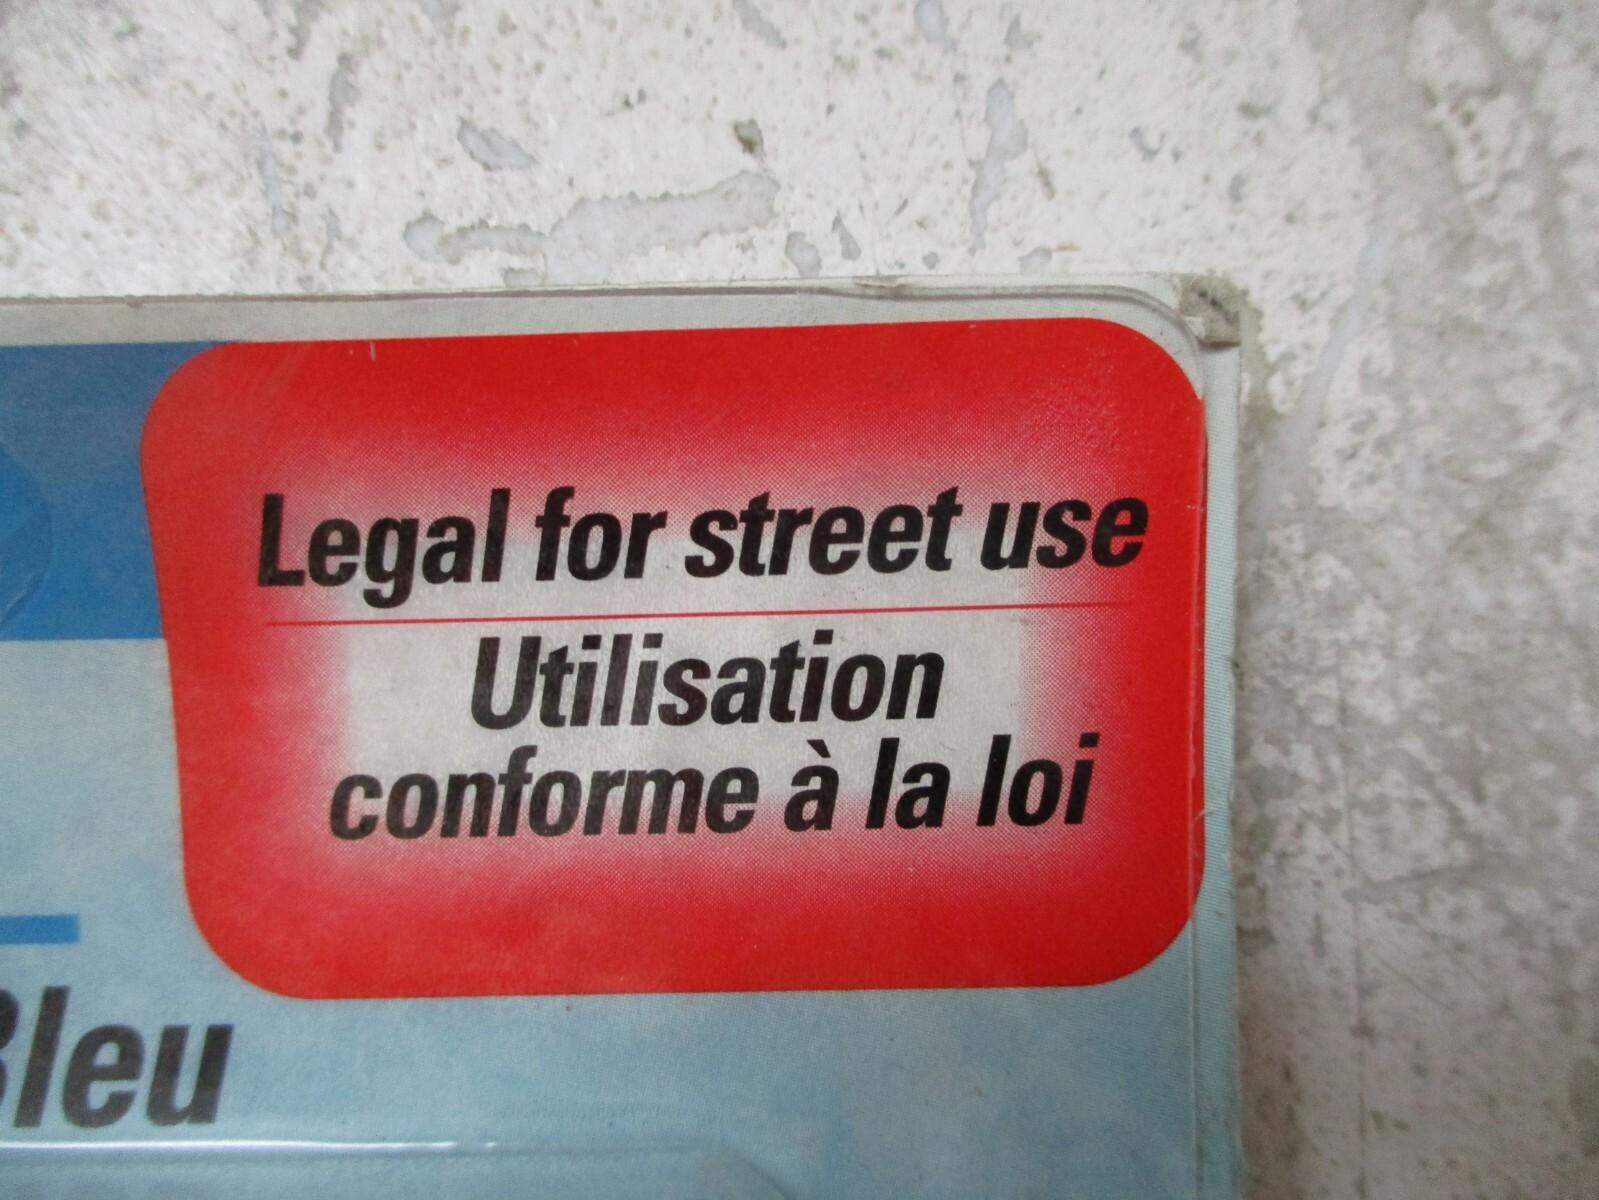 Legal for street use
Utilisation
conforme à la loi
Bleu